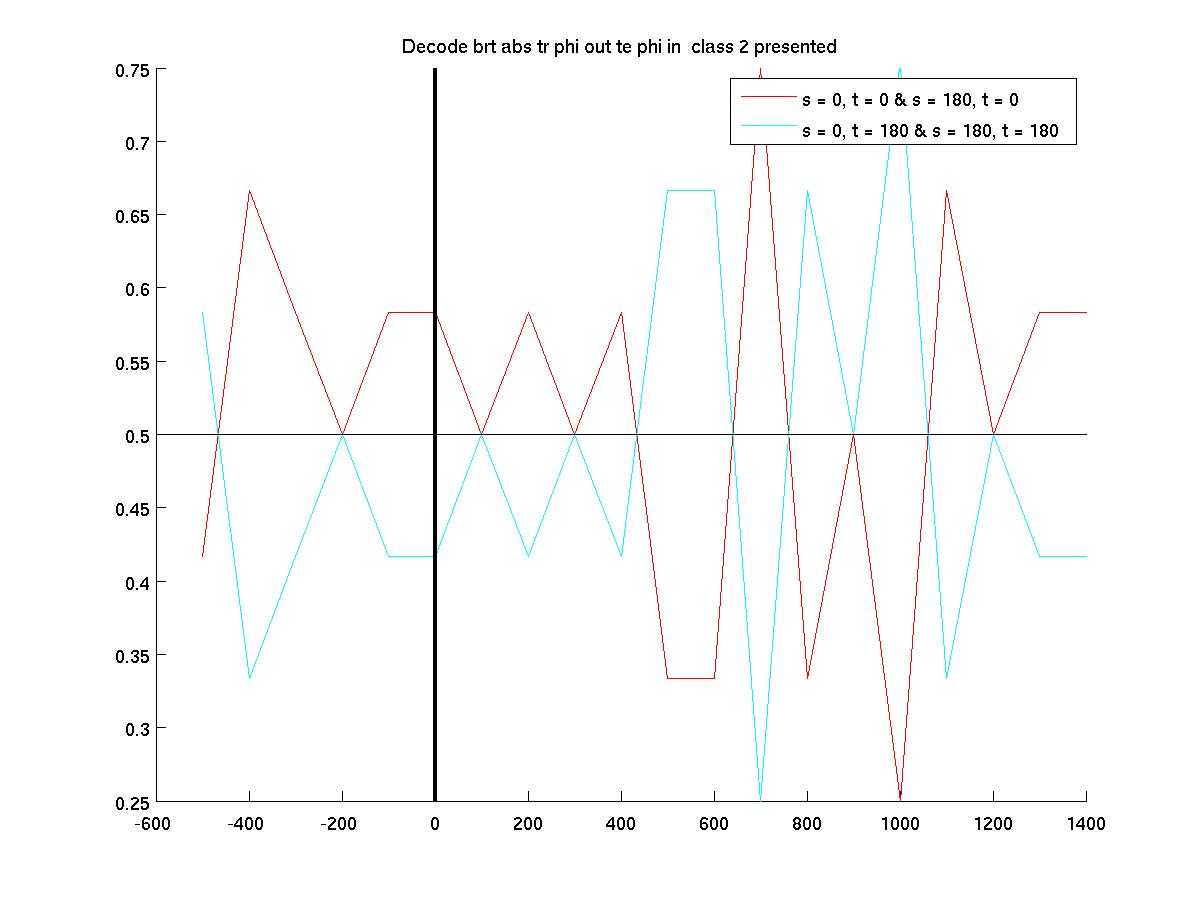 Decode brt abs tr phi out te phi in  class 2 presented
0.75
s = 0, t = 0 & s = 180, t = 0
s = 0, t = 180 & s = 180, t = 180
0.7
0.65
0.6
0.55
0.5
0.45
0.4
0.35
0.3
0.25
-600 -400 -200 0 200 400 600 800 1000 1200 1400